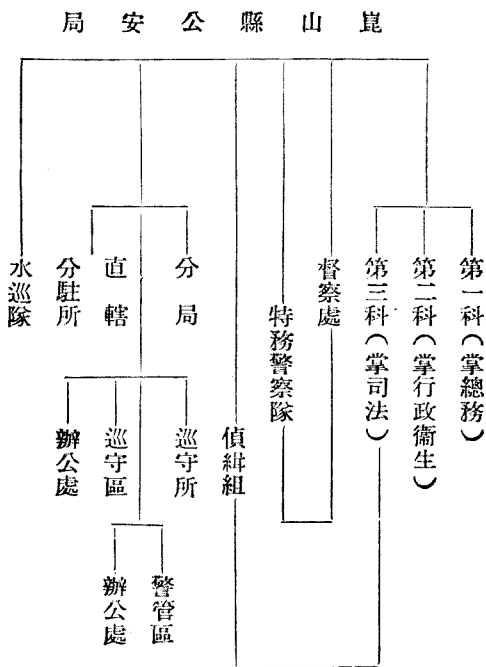 崑山縣公安局
第一科（掌總務）
第二科（掌行政衞生）
第三科（掌司法）
督察處
特務警察隊
偵緝組
分局
直轄
分駐所
水巡隊
巡守所
巡守區
辦公處
警管區
辦公處